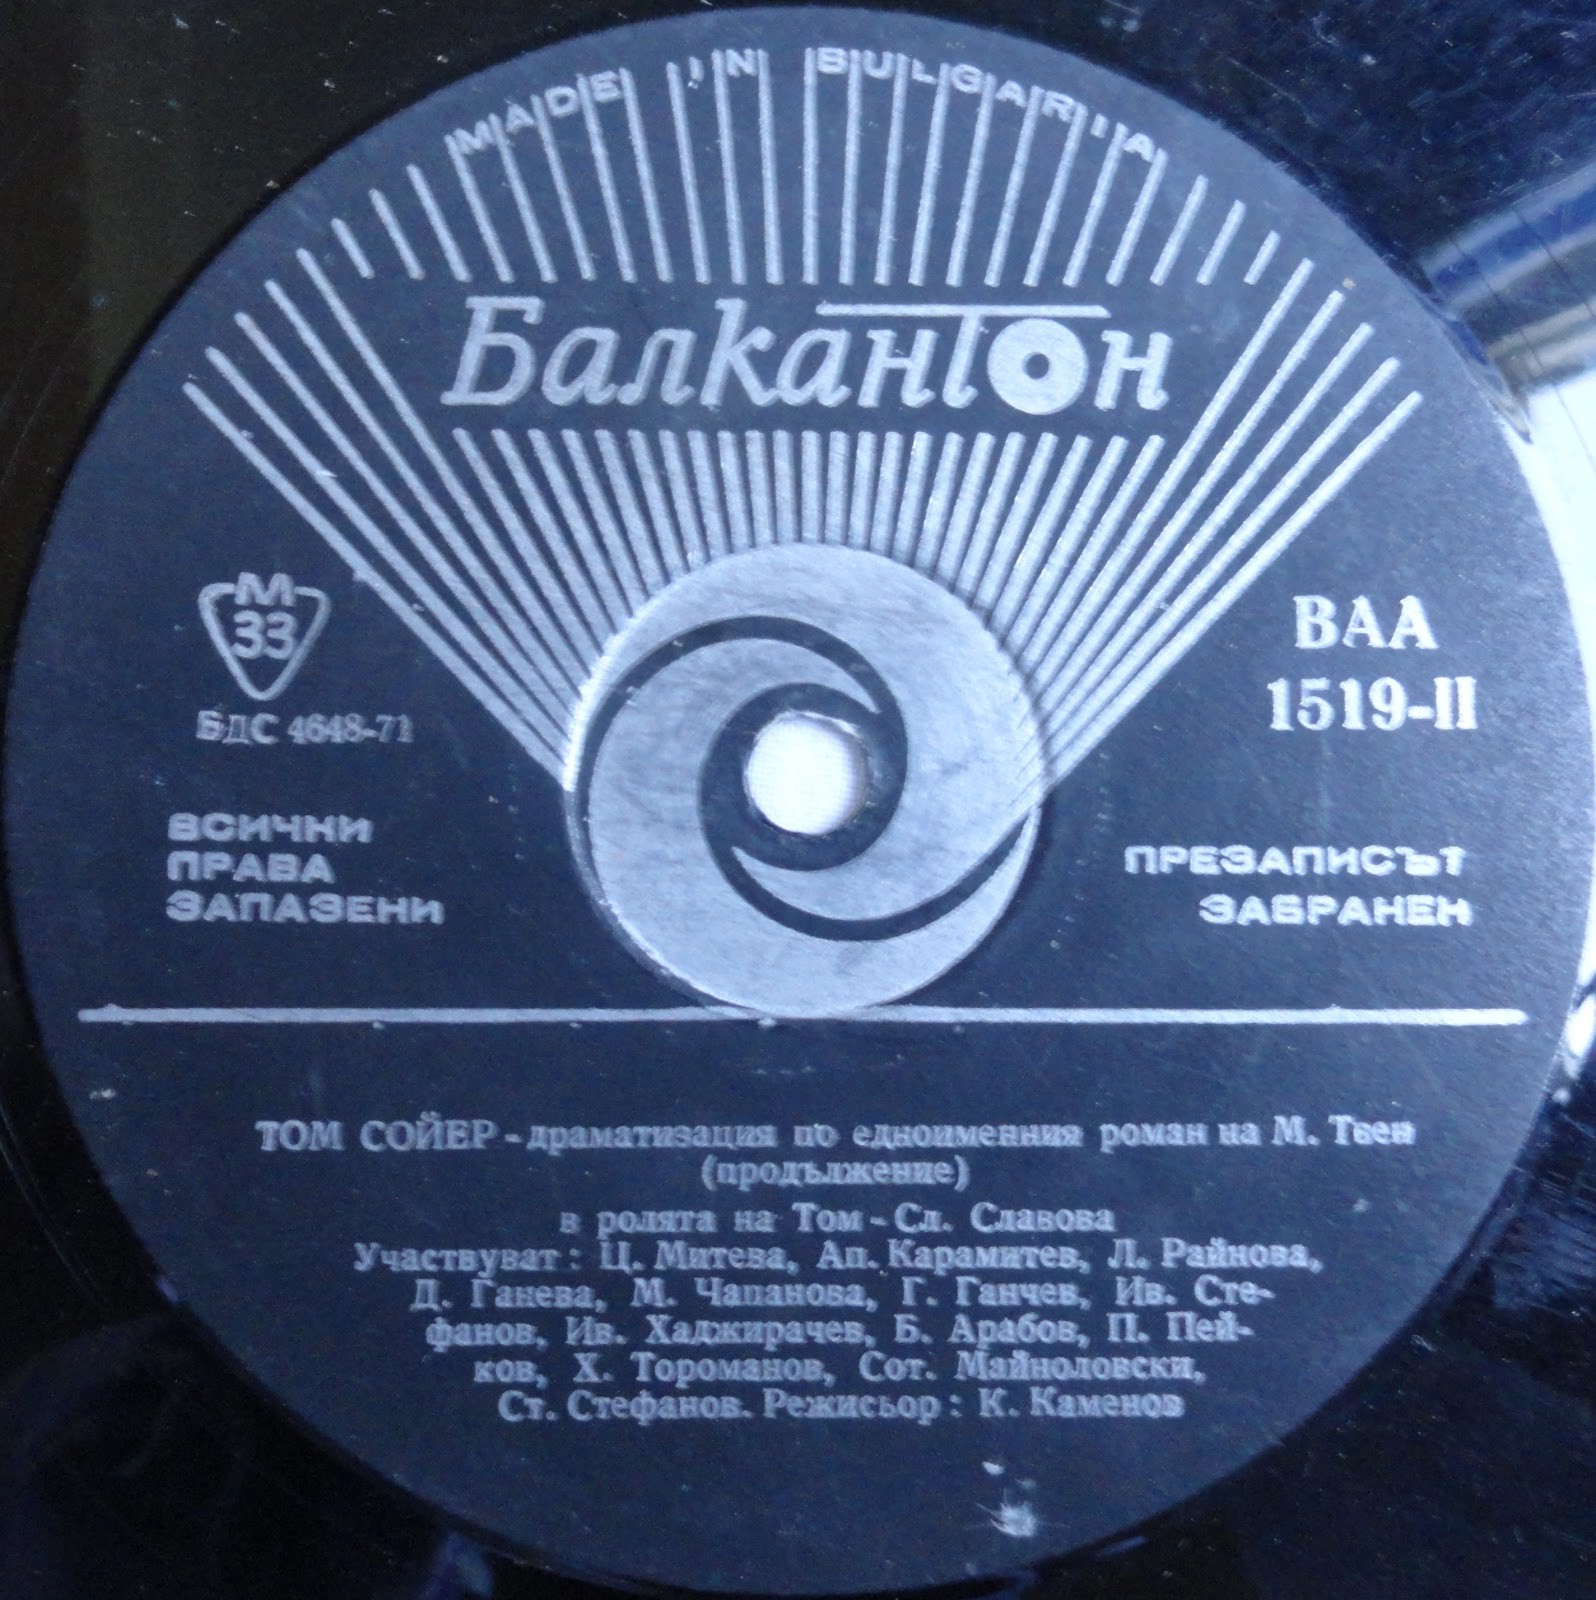 MADE IN BULGARIA
Балкантон
М
33
БДС 4648-71
ВАА
1519-II
ВСИЧНИ
ПРАВА
ЗАПАЗЕНИ
ПРЕЗАПИСЪТ
ЗАБРАНЕН
ТОМ СОЙЕР - драматизация по едноименния роман на М. Твен
(продължение)
в ролята на Том - Сл. Славова
Участвуват: Ц. Митева, Ап. Карамитев, Л. Райнова,
Д. Ганева, М. Чапанова, Г. Ганчев, Ив. Сте-
фанов, Ив. Хаджирачев, Б. Арабов, П. Пей-
ков, Х. Тороманов, Сот. Майноловски,
Ст. Стефанов. Режисьор: К. Каменов